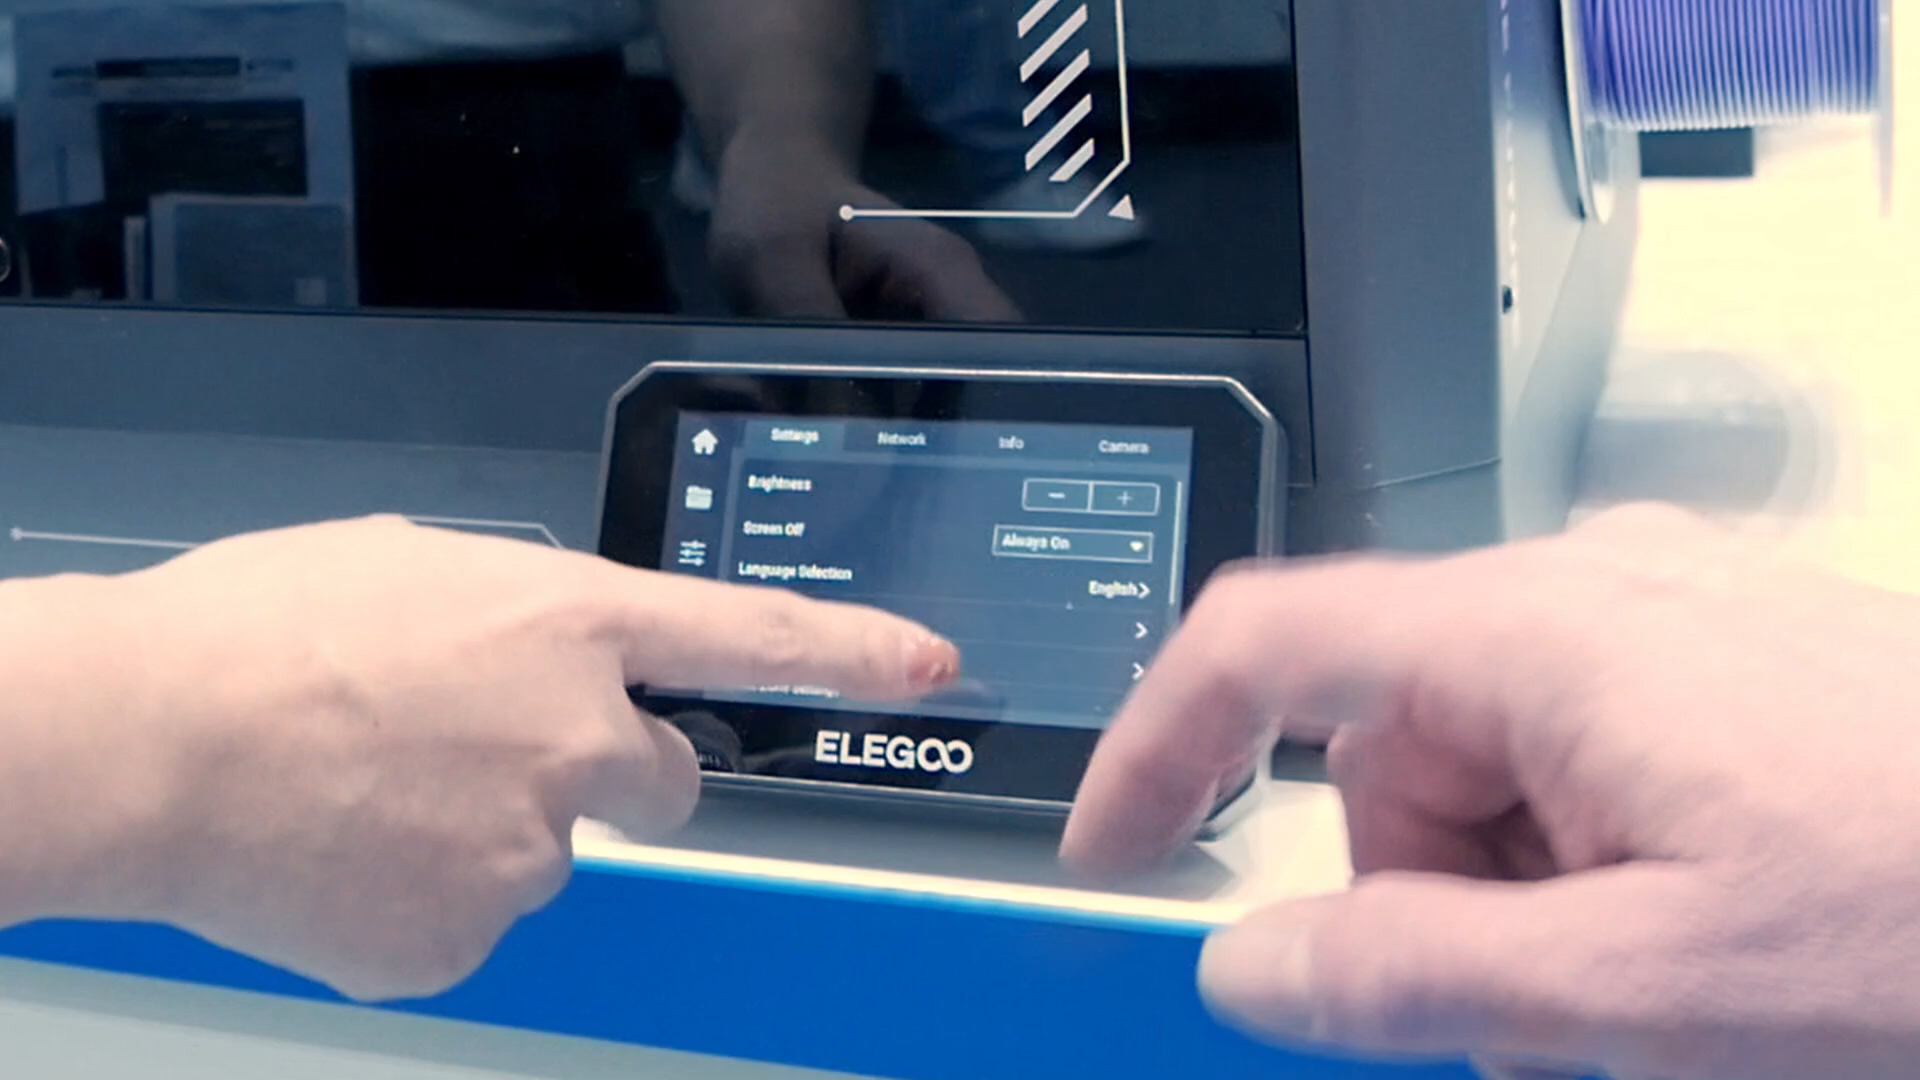 Settings Network Info Camera
Brightness - +
Screen Off Always On
Language Selection English >
>
>
ELEGOO